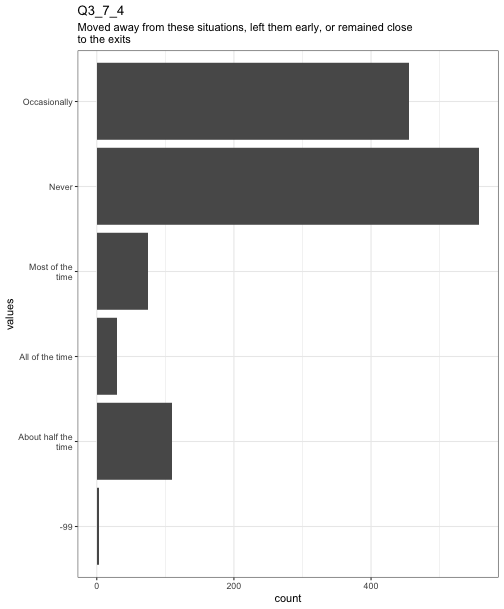 Q3_7_4
Moved away from these situations, left them early, or remained close
to the exits
Occasionally
Never
Most of the
time
All of the time
About half the
time
-99
values
0
200
400
count